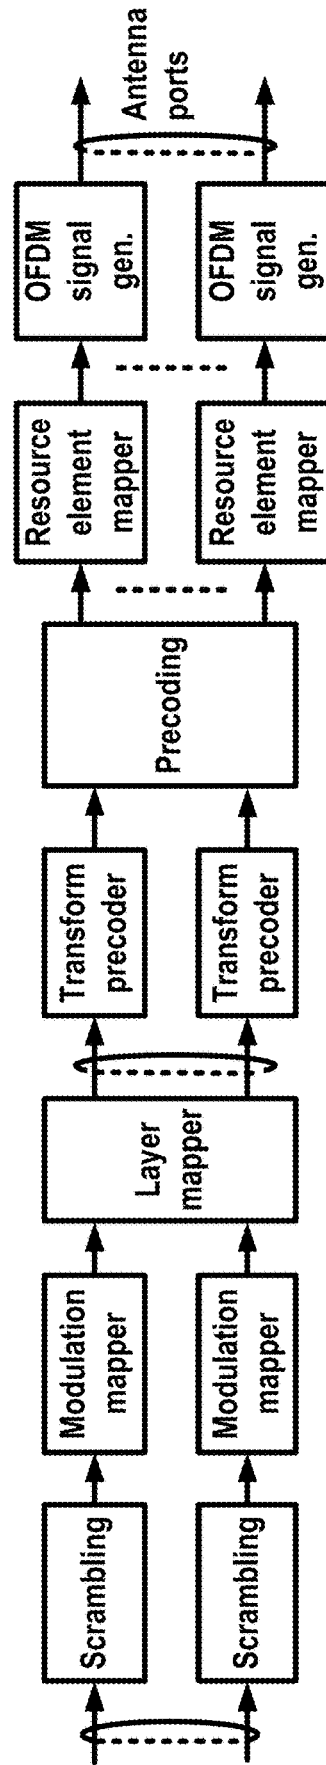 Scrambling
Modulation
mapper
Layer
mapper
Transform
precoder
Precoding
Resource
element
mapper
OFDM
signal
gen.
Antenna
ports
Scrambling
Modulation
mapper
Transform
precoder
Resource
element
mapper
OFDM
signal
gen.